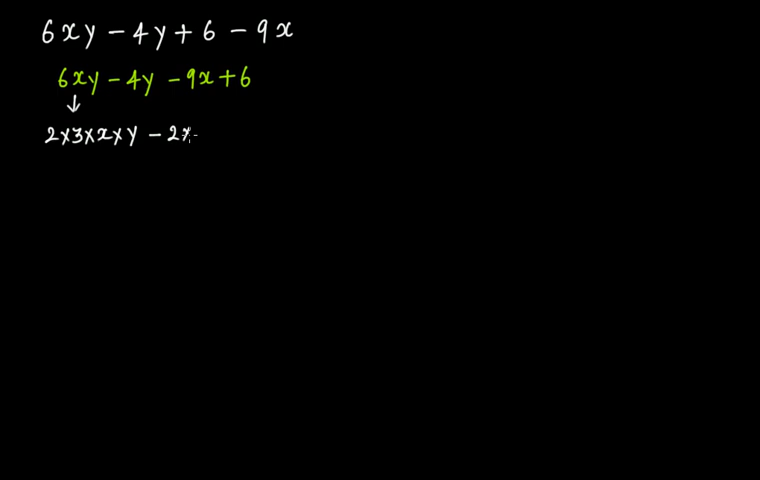 6xy - 4y + 6 - 9x
6xy - 4y - 9x + 6
↓
2×3×x×y - 2×